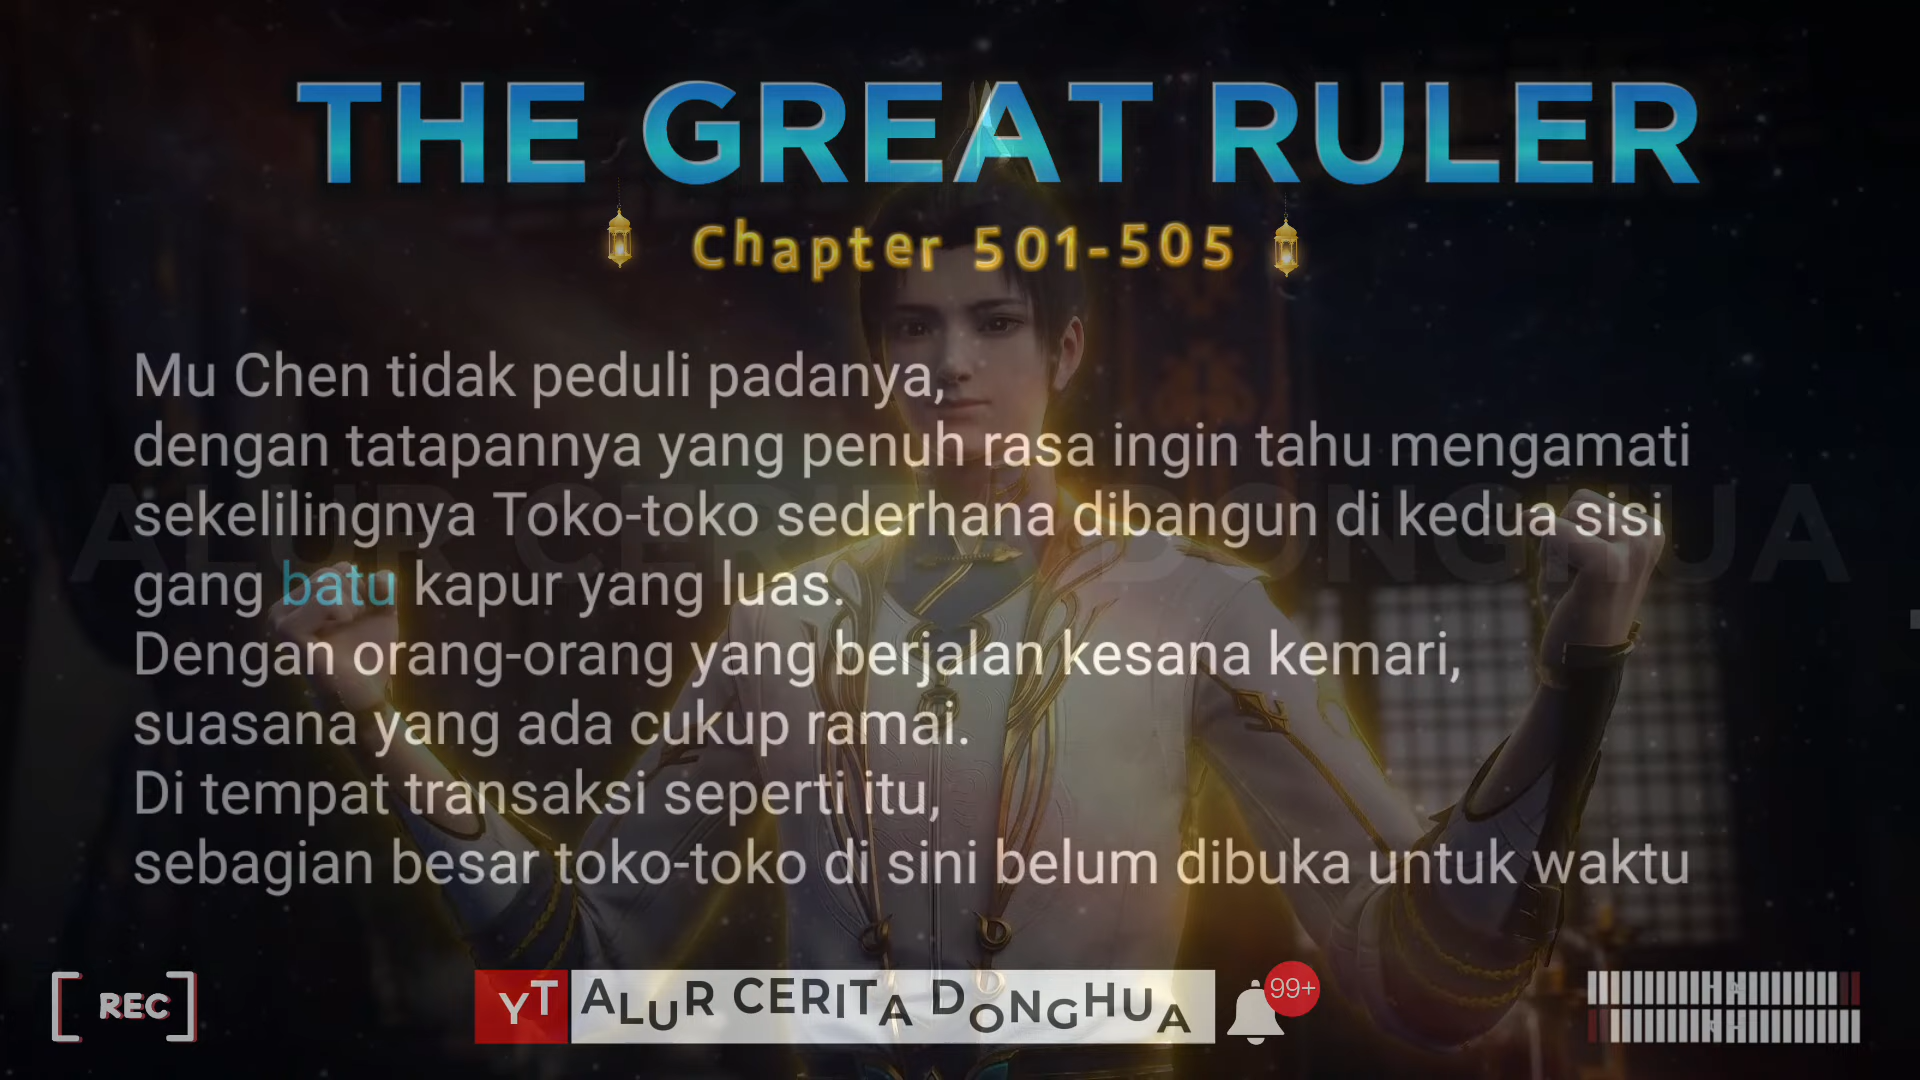 THE GREAT RULER
Chapter 501-505
Mu Chen tidak peduli padanya,
dengan tatapannya yang penuh rasa ingin tahu mengamati
sekelilingnya Toko-toko sederhana dibangun di kedua sisi
gang batu kapur yang luas.
Dengan orang-orang yang berjalan kesana kemari,
suasana yang ada cukup ramai.
Di tempat transaksi seperti itu,
sebagian besar toko-toko di sini belum dibuka untuk waktu
ALUR CERITA DONGHUA
REC
YT ALUR CERITA DONGHUA
99+